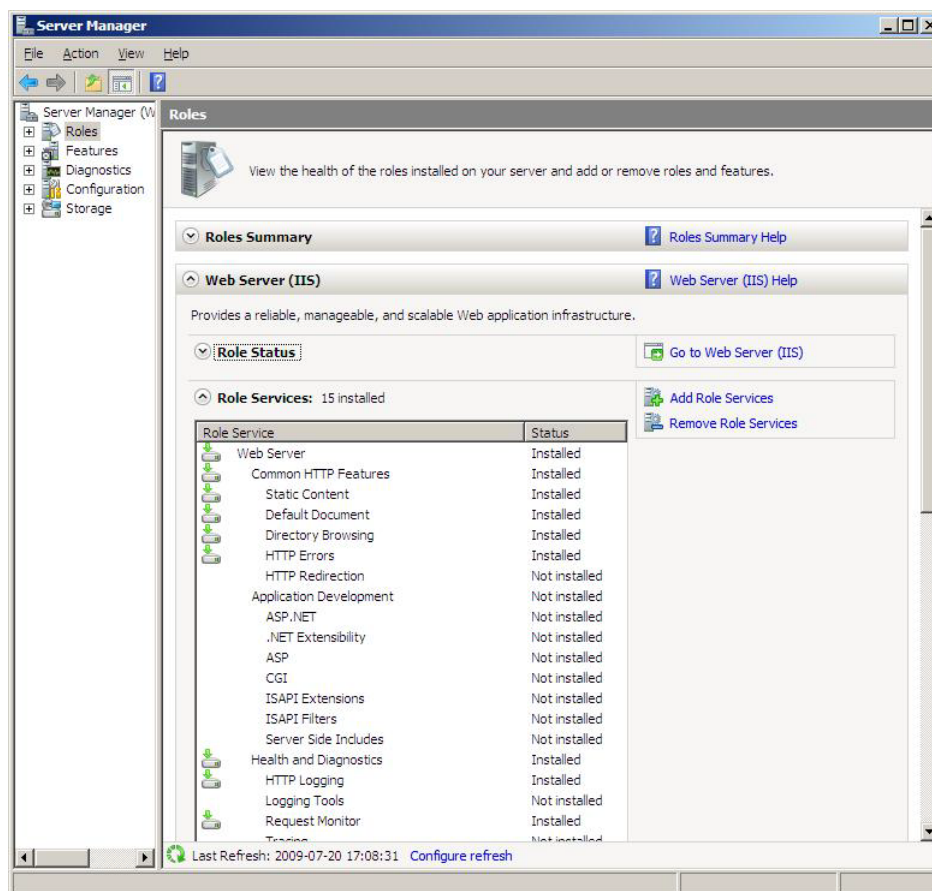 Server Manager
File Action View Help
Server Manager (W
Roles
Features
Diagnostics
Configuration
Storage
Roles
View the health of the roles installed on your server and add or remove roles and features.
Roles Summary
Roles Summary Help
Web Server (IIS)
Web Server (IIS) Help
Provides a reliable, manageable, and scalable Web application infrastructure.
Role Status
Go to Web Server (IIS)
Role Services: 15 installed
Add Role Services
Remove Role Services
Role Service Status
Web Server Installed
Common HTTP Features Installed
Static Content Installed
Default Document Installed
Directory Browsing Installed
HTTP Errors Installed
HTTP Redirection Not installed
Application Development Not installed
ASP.NET Not installed
.NET Extensibility Not installed
ASP Not installed
CGI Not installed
ISAPI Extensions Not installed
ISAPI Filters Not installed
Server Side Includes Not installed
Health and Diagnostics Installed
HTTP Logging Installed
Logging Tools Not installed
Request Monitor Installed
Tracing Not installed
Last Refresh: 2009-07-20 17:08:31 Configure refresh